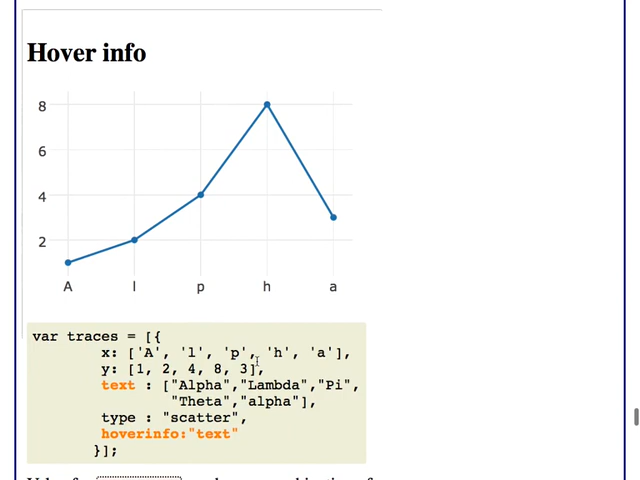 Hover info
8
6
4
2
A l p h a
var traces = [{
x: ['A', 'l', 'p', 'h', 'a'],
y: [1, 2, 4, 8, 3],
text : ["Alpha","Lambda","Pi",
"Theta","alpha"],
type : "scatter",
hoverinfo:"text"
}];